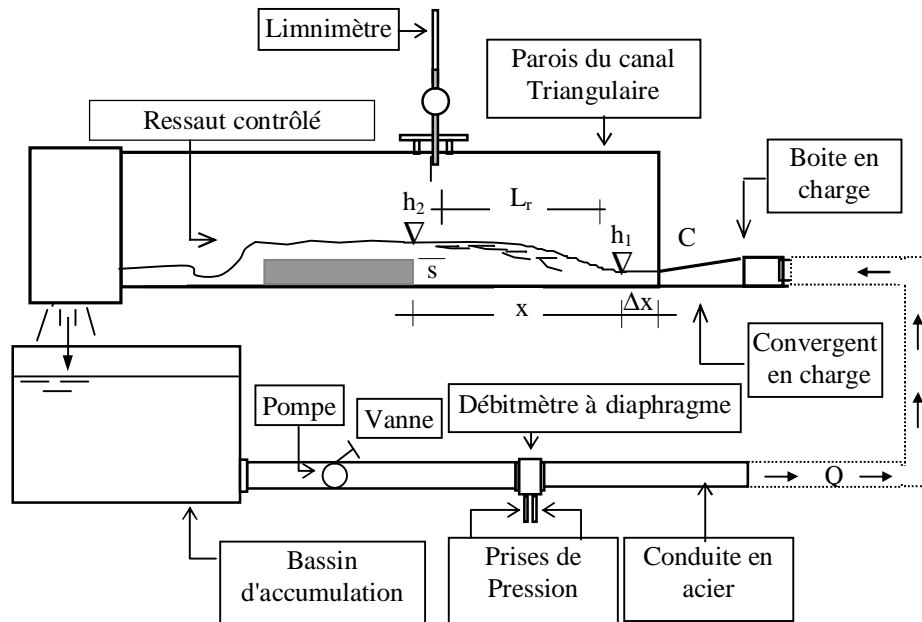 Limnimètre
Parois du canal
Triangulaire
Ressaut contrôlé
Boite en
charge
h2
Lr
h1
C
s
x
Δx
Convergent
en charge
Pompe
Vanne
Débitmètre à diaphragme
Q
Bassin
d'accumulation
Prises de
Pression
Conduite en
acier